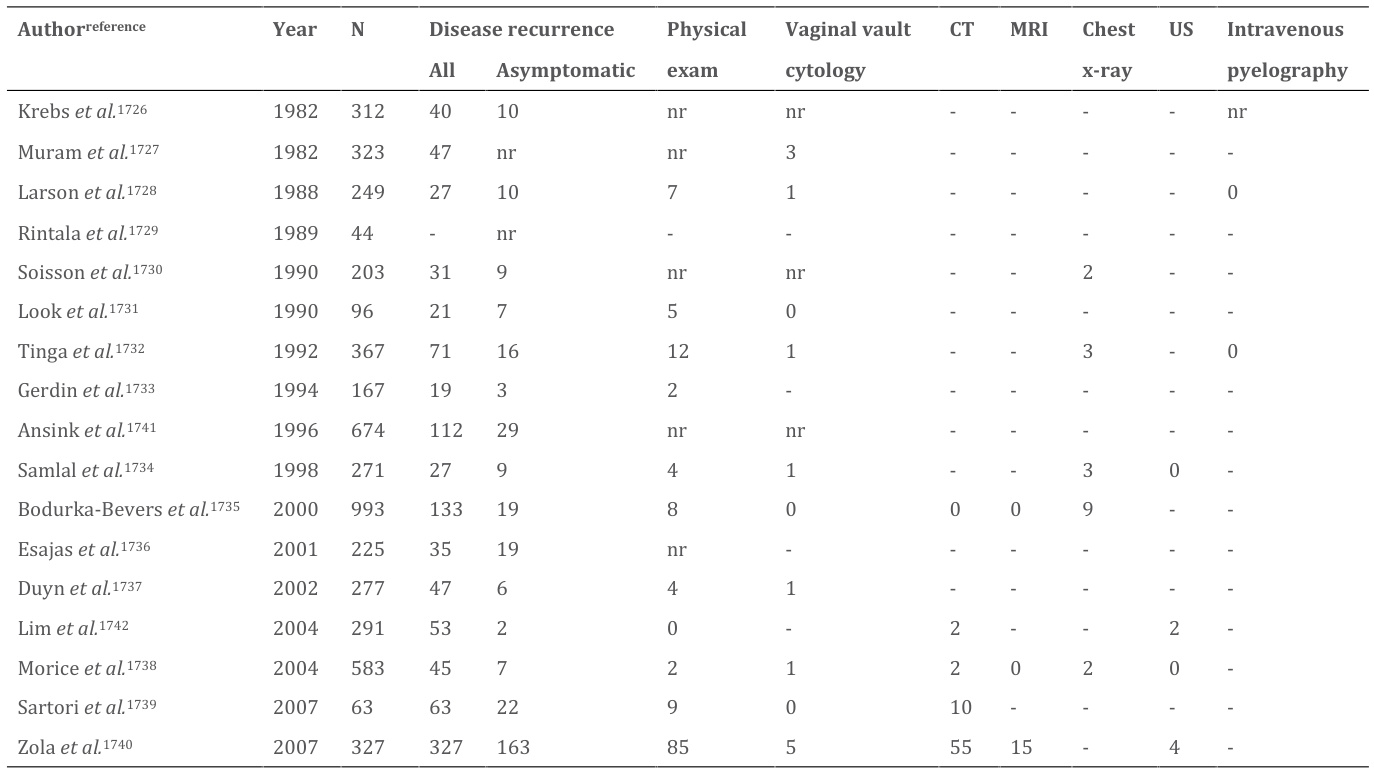 Authorreference Year N Disease recurrence Physical Vaginal vault CT MRI Chest US Intravenous
All Asymptomatic exam cytology x-ray pyelography
Krebs et al.1726 1982 312 40 10 nr nr - - - - nr
Muram et al.1727 1982 323 47 nr nr 3 - - - - -
Larson et al.1728 1988 249 27 10 7 1 - - - - 0
Rintala et al.1729 1989 44 - nr - - - - - - -
Soisson et al.1730 1990 203 31 9 nr nr - - 2 - -
Look et al.1731 1990 96 21 7 5 0 - - - - -
Tinga et al.1732 1992 367 71 16 12 1 - - 3 - 0
Gerdin et al.1733 1994 167 19 3 2 - - - - - -
Ansink et al.1741 1996 674 112 29 nr nr - - - - -
Samlal et al.1734 1998 271 27 9 4 1 - - 3 0 -
Bodurka-Bevers et al.1735 2000 993 133 19 8 0 0 0 9 - -
Esajas et al.1736 2001 225 35 19 nr - - - - - -
Duyn et al.1737 2002 277 47 6 4 1 - - - - -
Lim et al.1742 2004 291 53 2 0 - 2 - - 2 -
Morice et al.1738 2004 583 45 7 2 1 2 0 2 0 -
Sartori et al.1739 2007 63 63 22 9 0 10 - - - -
Zola et al.1740 2007 327 327 163 85 5 55 15 - 4 -